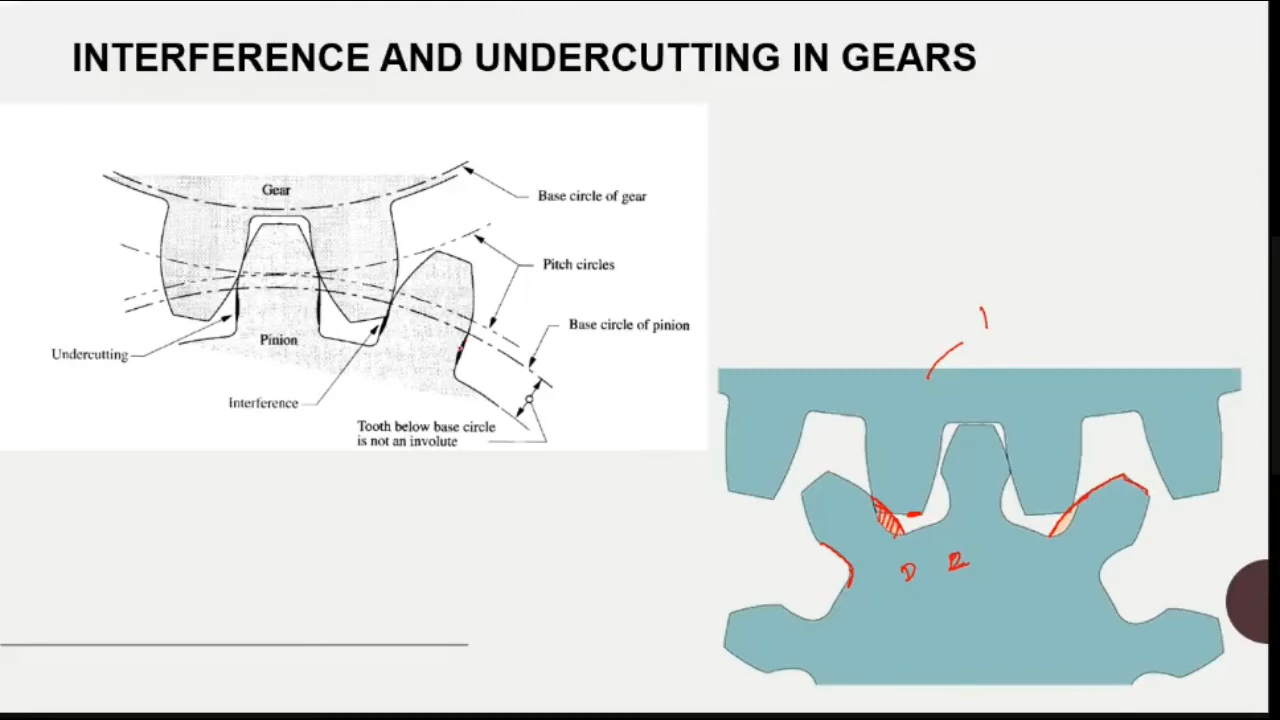 INTERFERENCE AND UNDERCUTTING IN GEARS
Gear
Base circle of gear
Pitch circles
Base circle of pinion
Pinion
Undercutting
Interference
Tooth below base circle
is not an involute